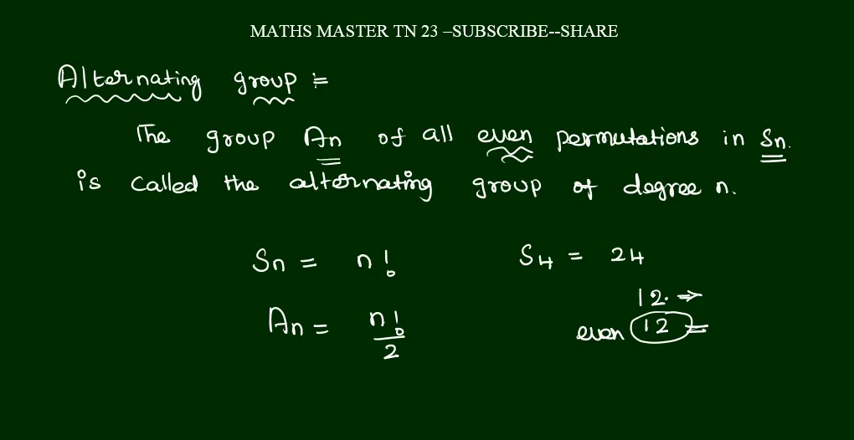 MATHS MASTER TN 23 –SUBSCRIBE--SHARE
Alternating group :=
The group An of all even permutations in Sn.
is called the alternating group of degree n.
Sn = n! S4 = 24
12. ⇒
An = n!/2 even 12 =